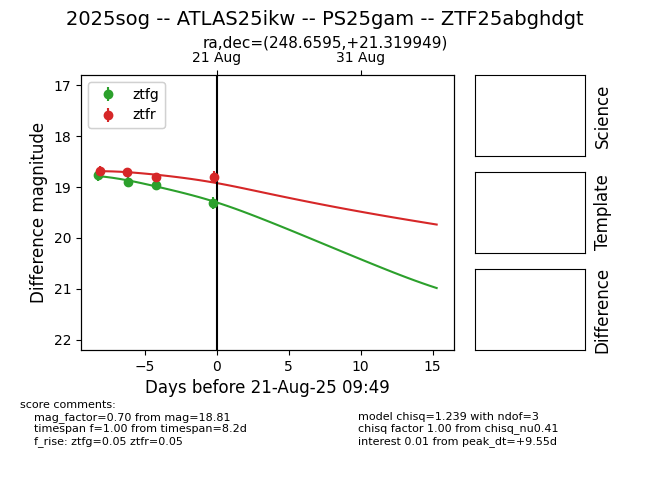 2025sog -- ATLAS25ikw -- PS25gam -- ZTF25abghdgt
ra,dec=(248.6595,+21.319949)
21 Aug
31 Aug
ztfg
ztfr
17
18
19
20
21
22
Difference magnitude
−5
0
5
10
15
Days before 21-Aug-25 09:49
Science
Template
Difference
score comments:
mag_factor=0.70 from mag=18.81
timespan f=1.00 from timespan=8.2d
f_rise: ztfg=0.05 ztfr=0.05
model chisq=1.239 with ndof=3
chisq factor 1.00 from chisq_nu0.41
interest 0.01 from peak_dt=+9.55d